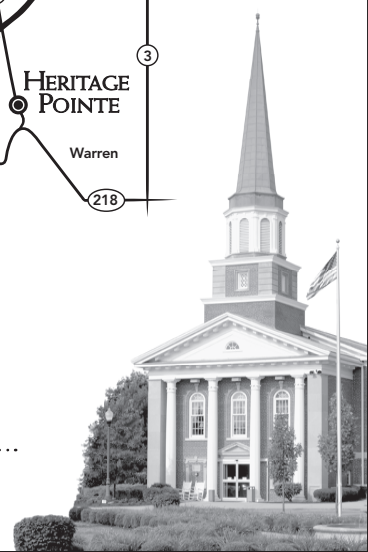 3
HERITAGE
POINTE
Warren
218
...